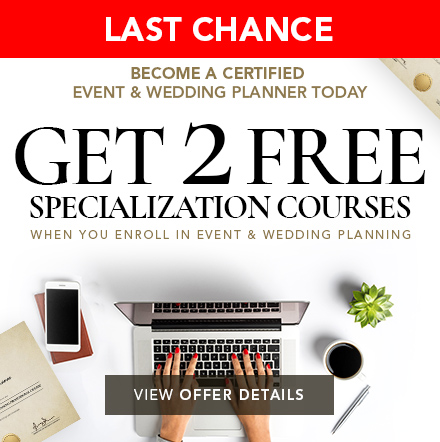 LAST CHANCE
BECOME A CERTIFIED
EVENT & WEDDING PLANNER TODAY
GET 2 FREE
SPECIALIZATION COURSES
WHEN YOU ENROLL IN EVENT & WEDDING PLANNING
VIEW OFFER DETAILS